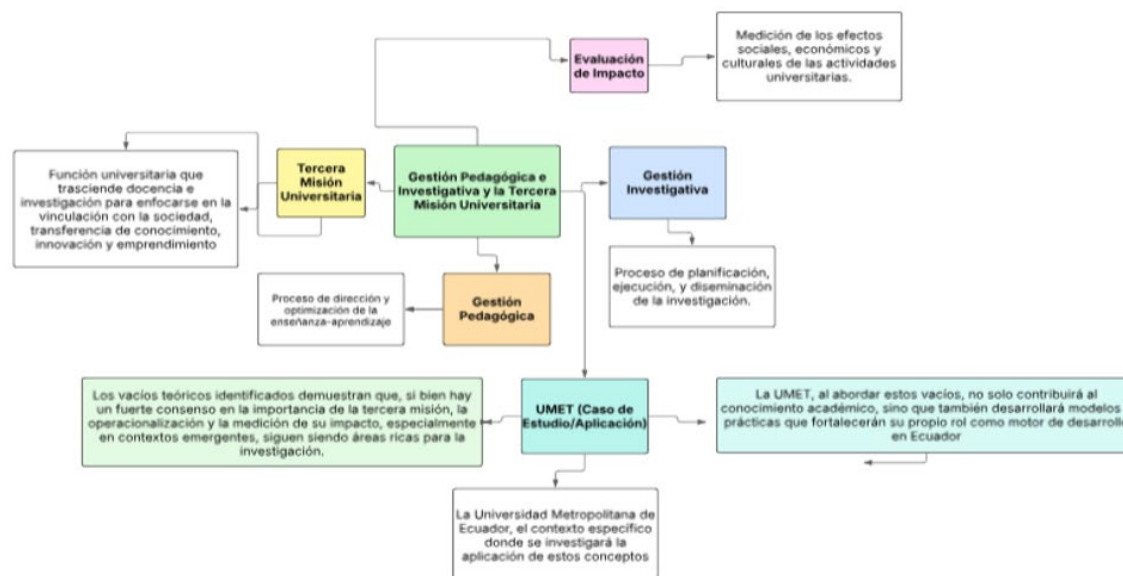 Evaluación
de Impacto
Medición de los efectos
sociales, económicos y
culturales de las actividades
universitarias.
Función universitaria que
trasciende docencia e
investigación para enfocarse en la
vinculación con la sociedad,
transferencia de conocimiento,
innovación y emprendimiento
Tercera
Misión
Universitaria
Gestión Pedagógica e
Investigativa y la Tercera
Misión Universitaria
Gestión
Investigativa
Proceso de planificación,
ejecución, y diseminación
de la investigación.
Proceso de dirección y
optimización de la
enseñanza-aprendizaje
Gestión
Pedagógica
Los vacíos teóricos identificados demuestran que, si bien hay
un fuerte consenso en la importancia de la tercera misión, la
operacionalización y la medición de su impacto, especialmente
en contextos emergentes, siguen siendo áreas ricas para la
investigación.
UMET (Caso de
Estudio/Aplicación)
La UMET, al abordar estos vacíos, no solo contribuirá al
conocimiento académico, sino que también desarrollará modelos
prácticas que fortalecerán su propio rol como motor de desarroll
en Ecuador
La Universidad Metropolitana de
Ecuador, el contexto específico
donde se investigará la
aplicación de estos conceptos